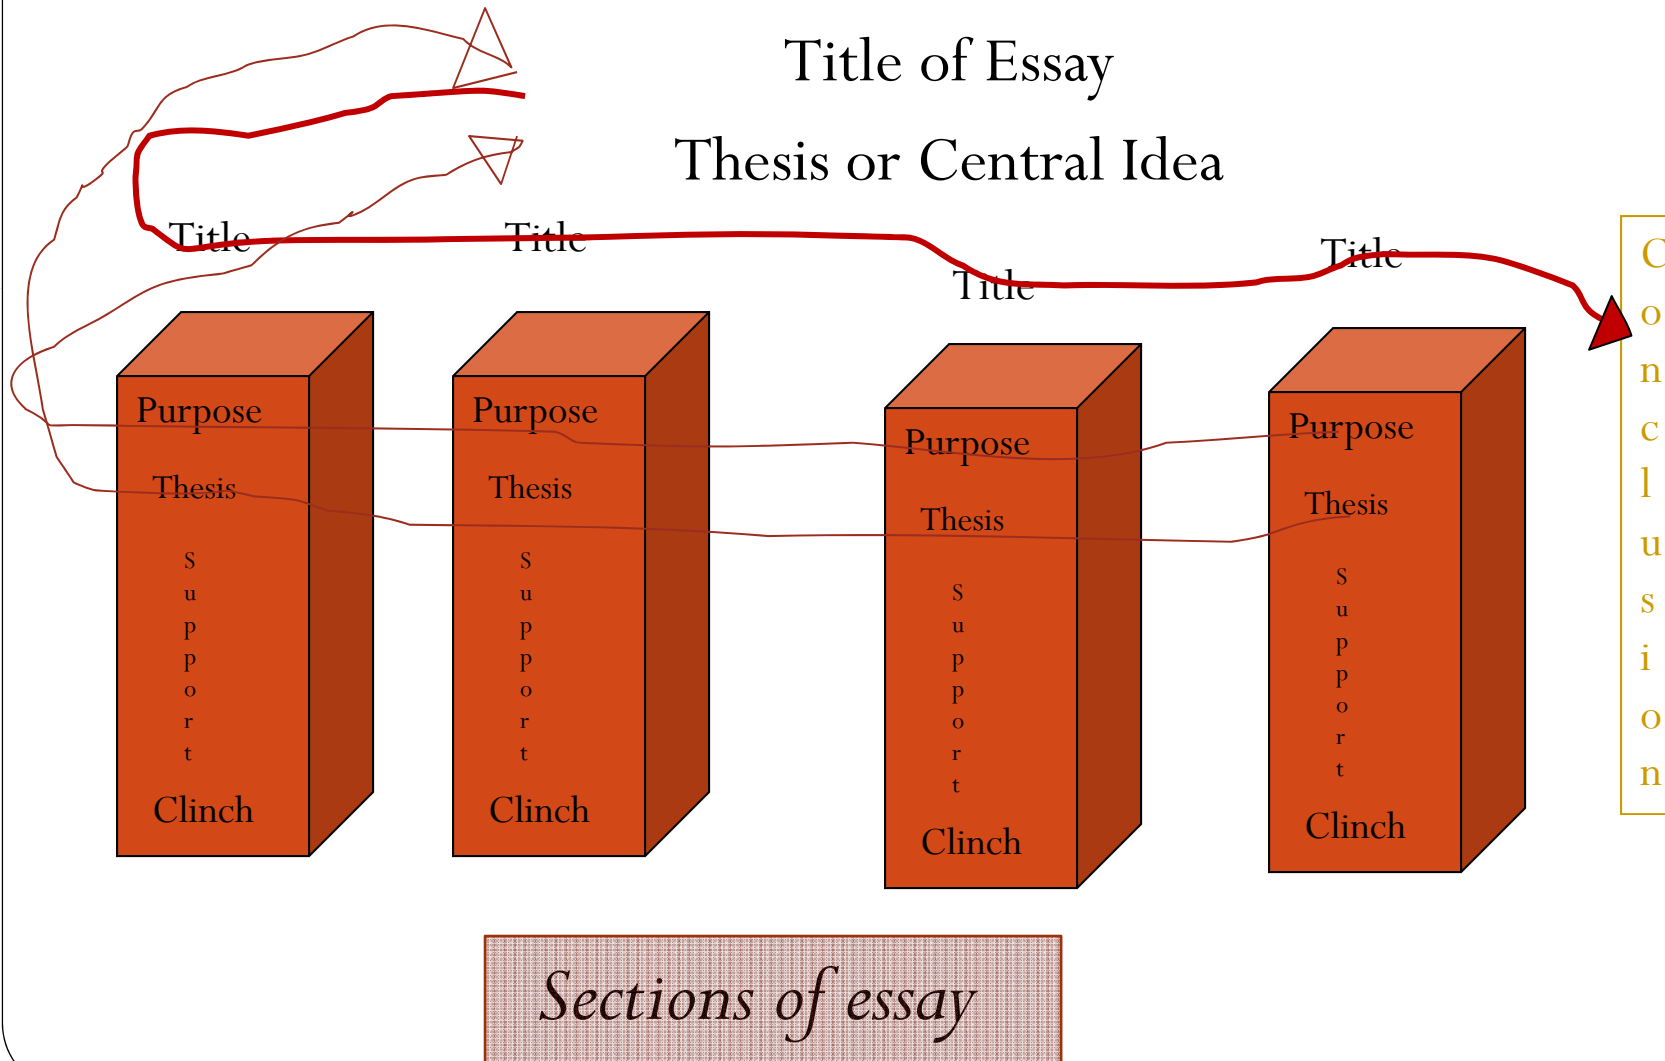 Title of Essay
Thesis or Central Idea
Title
Title
Title
Title
Purpose
Thesis
Support
Clinch
Purpose
Thesis
Support
Clinch
Purpose
Thesis
Support
Clinch
Purpose
Thesis
Support
Clinch
Conclusion
Sections of essay